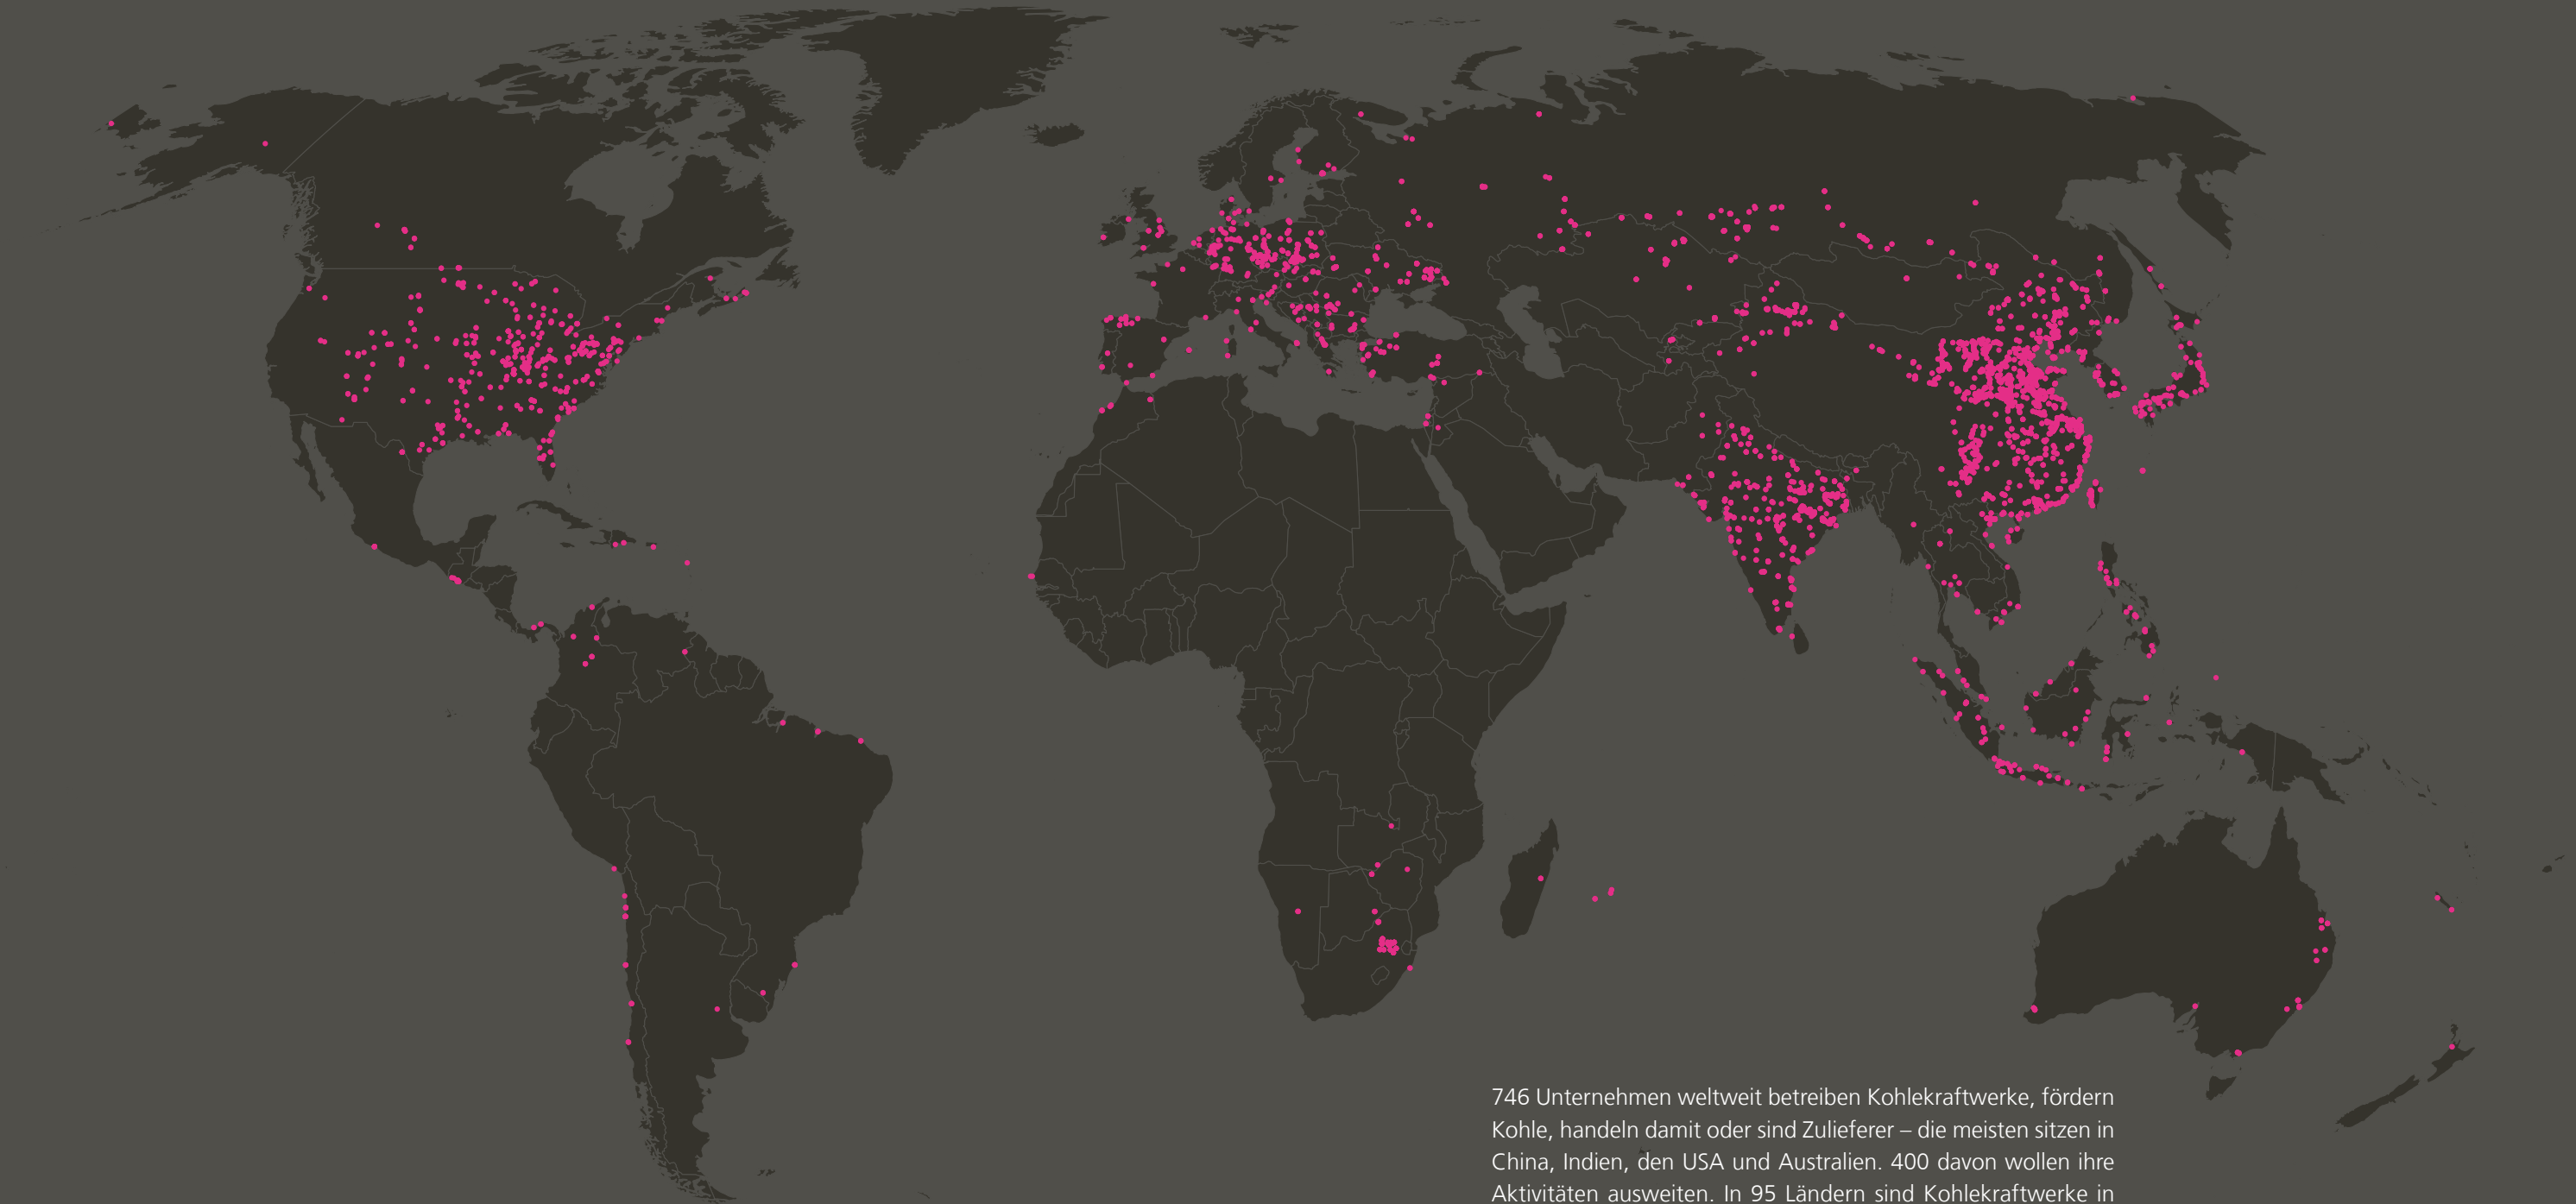 746 Unternehmen weltweit betreiben Kohlekraftwerke, fördern
Kohle, handeln damit oder sind Zulieferer – die meisten sitzen in
China, Indien, den USA und Australien. 400 davon wollen ihre
Aktivitäten ausweiten. In 95 Ländern sind Kohlekraftwerke in